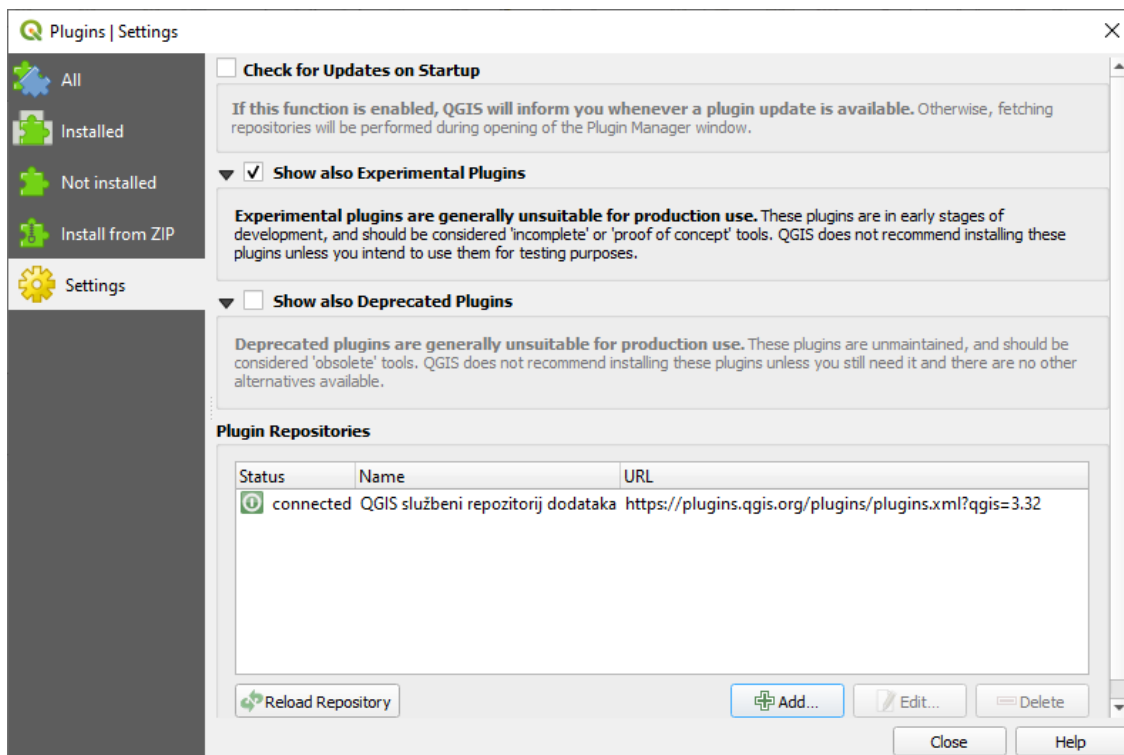 Plugins | Settings
All
Installed
Not installed
Install from ZIP
Settings
Check for Updates on Startup
If this function is enabled, QGIS will inform you whenever a plugin update is available. Otherwise, fetching
repositories will be performed during opening of the Plugin Manager window.
Show also Experimental Plugins
Experimental plugins are generally unsuitable for production use. These plugins are in early stages of
development, and should be considered 'incomplete' or 'proof of concept' tools. QGIS does not recommend installing these
plugins unless you intend to use them for testing purposes.
Show also Deprecated Plugins
Deprecated plugins are generally unsuitable for production use. These plugins are unmaintained, and should be
considered 'obsolete' tools. QGIS does not recommend installing these plugins unless you still need it and there are no other
alternatives available.
Plugin Repositories
Status Name URL
connected QGIS službeni repozitorij dodataka https://plugins.qgis.org/plugins/plugins.xml?qgis=3.32
Reload Repository Add... Edit... Delete
Close Help